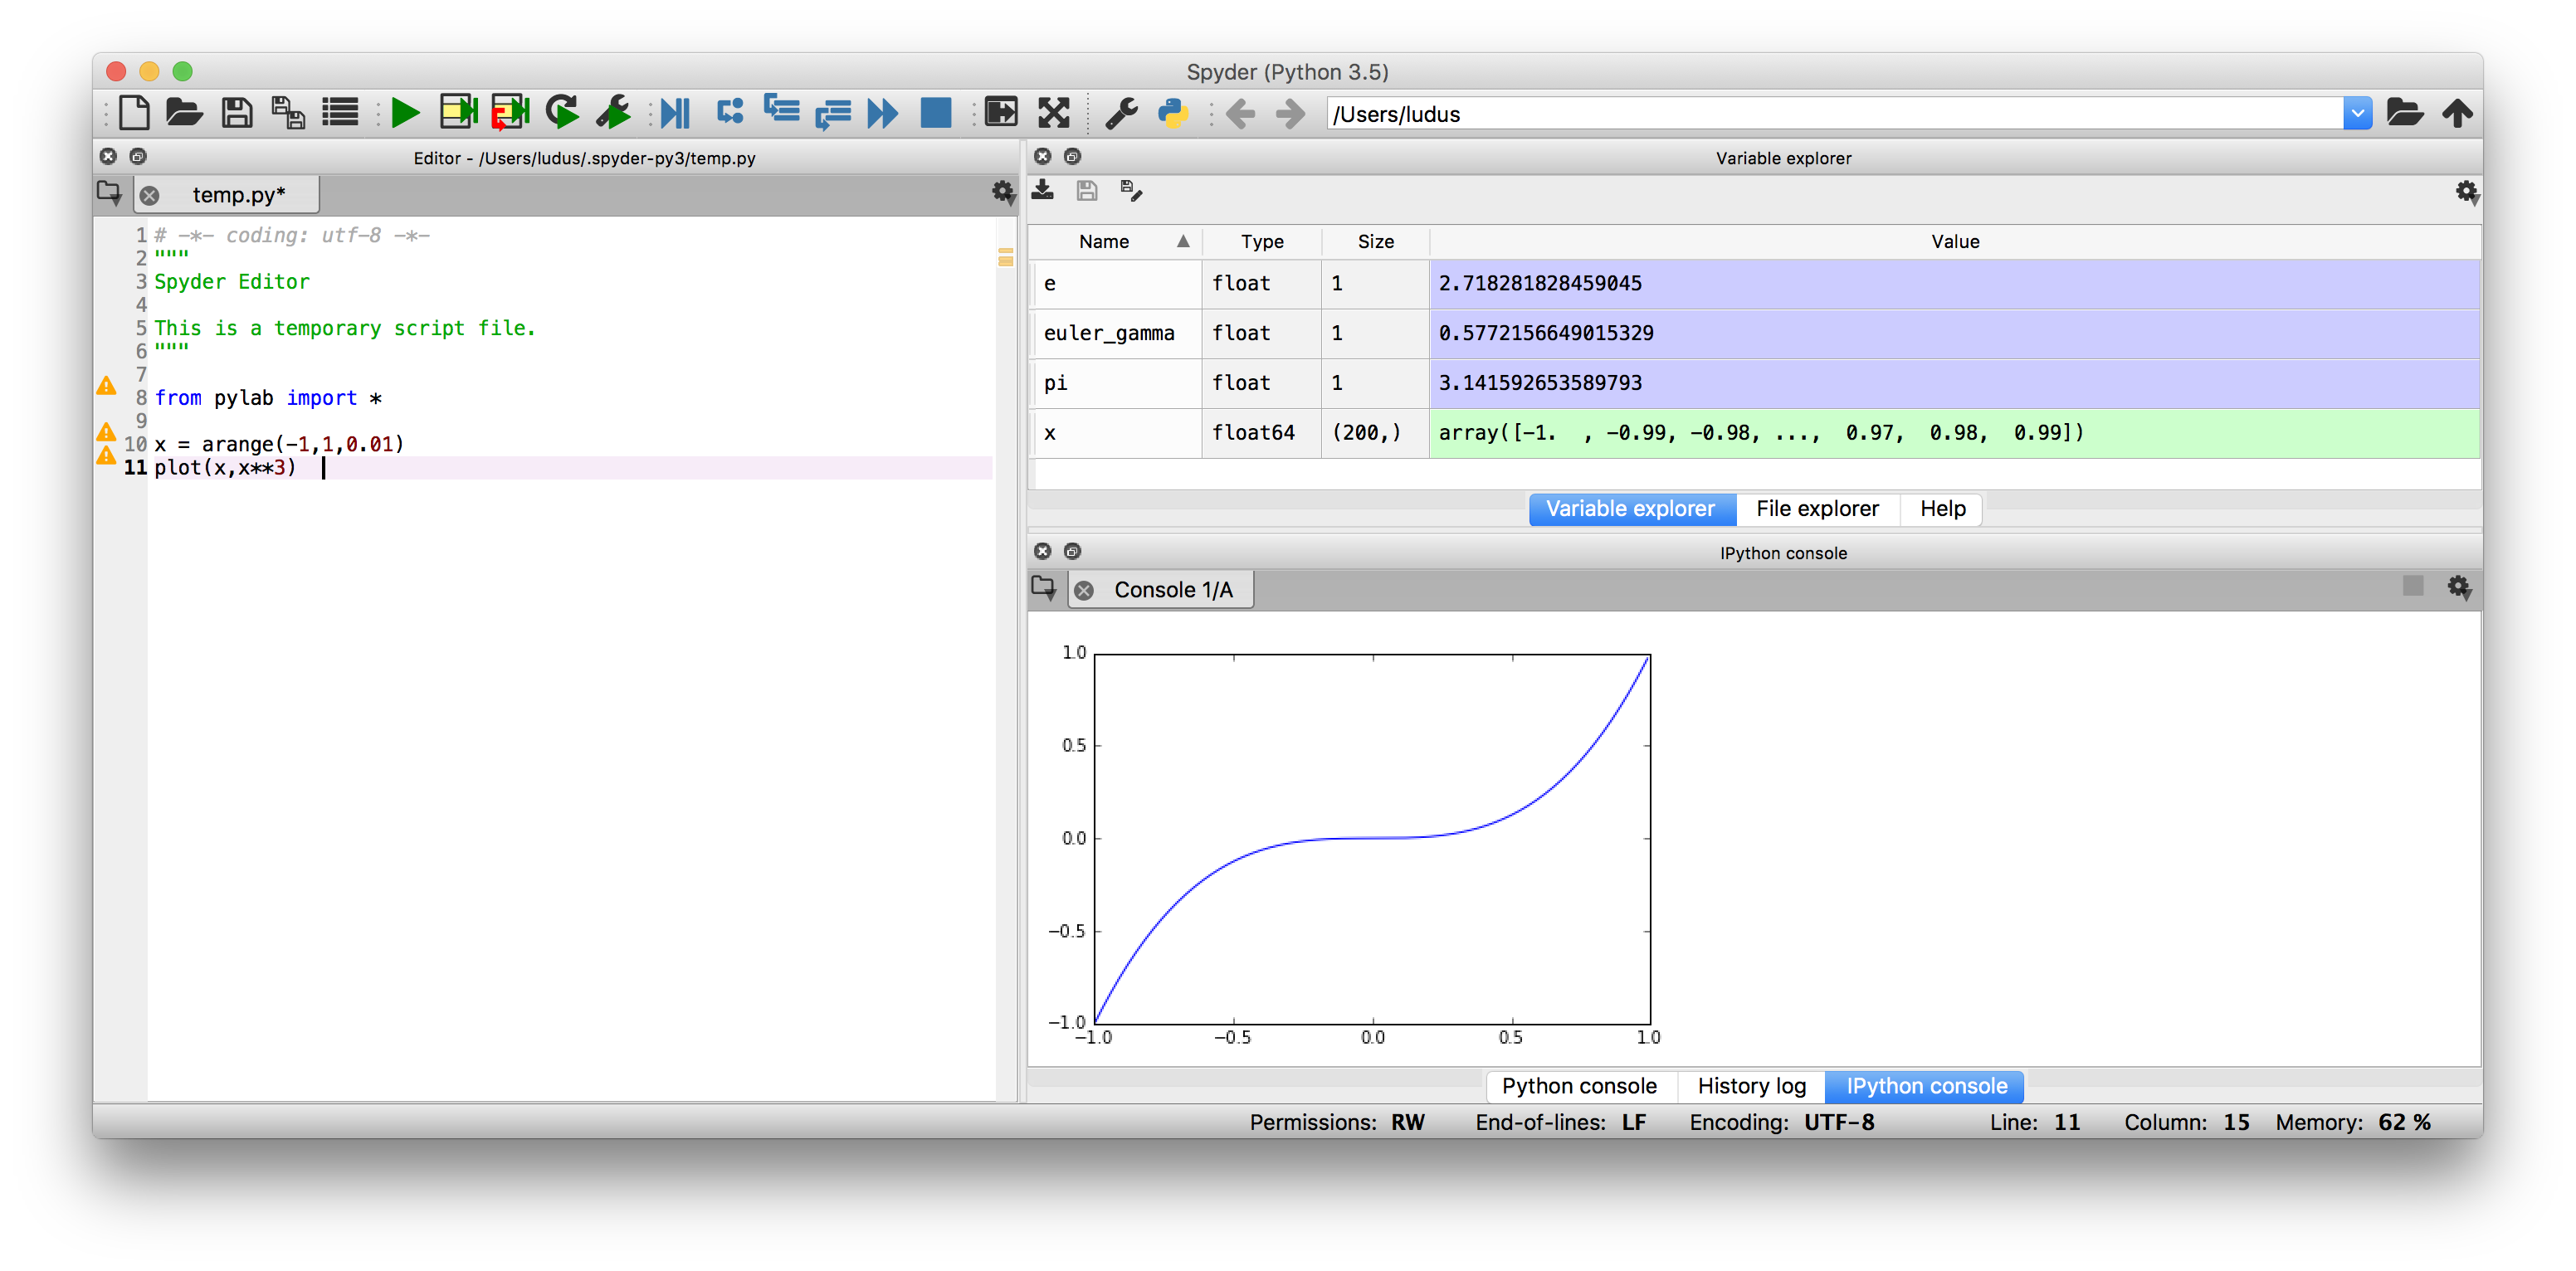 Spyder (Python 3.5)
/Users/ludus
Editor - /Users/ludus/.spyder-py3/temp.py
temp.py*
1 # -*- coding: utf-8 -*-
2 """
3 Spyder Editor
4
5 This is a temporary script file.
6 """
7
8 from pylab import *
9
10 x = arange(-1,1,0.01)
11 plot(x,x**3)
Variable explorer
Name Type Size Value
e float 1 2.718281828459045
euler_gamma float 1 0.5772156649015329
pi float 1 3.141592653589793
x float64 (200,) array([-1.  , -0.99, -0.98, ...,  0.97,  0.98,  0.99])
Variable explorer File explorer Help
IPython console
Console 1/A
1.0
0.5
0.0
−0.5
−1.0
−1.0 −0.5 0.0 0.5 1.0
Python console History log IPython console
Permissions: RW End-of-lines: LF Encoding: UTF-8 Line: 11 Column: 15 Memory: 62 %